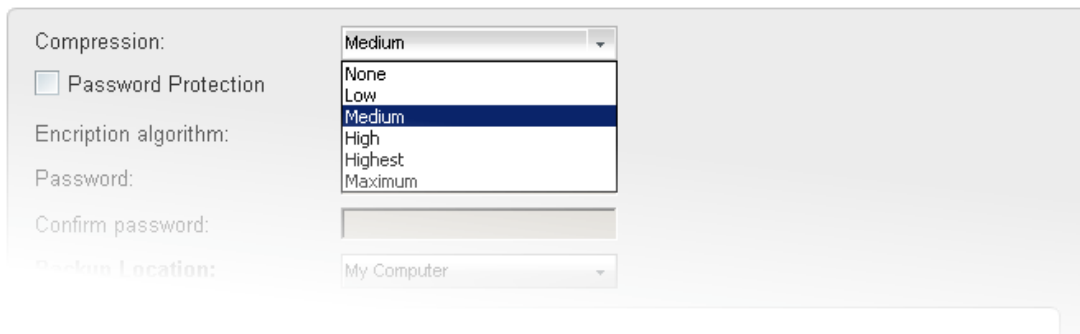 Compression:
Medium
None
Low
Medium
High
Highest
Maximum
Password Protection
Encription algorithm:
Password:
Confirm password:
Backup Location:
My Computer